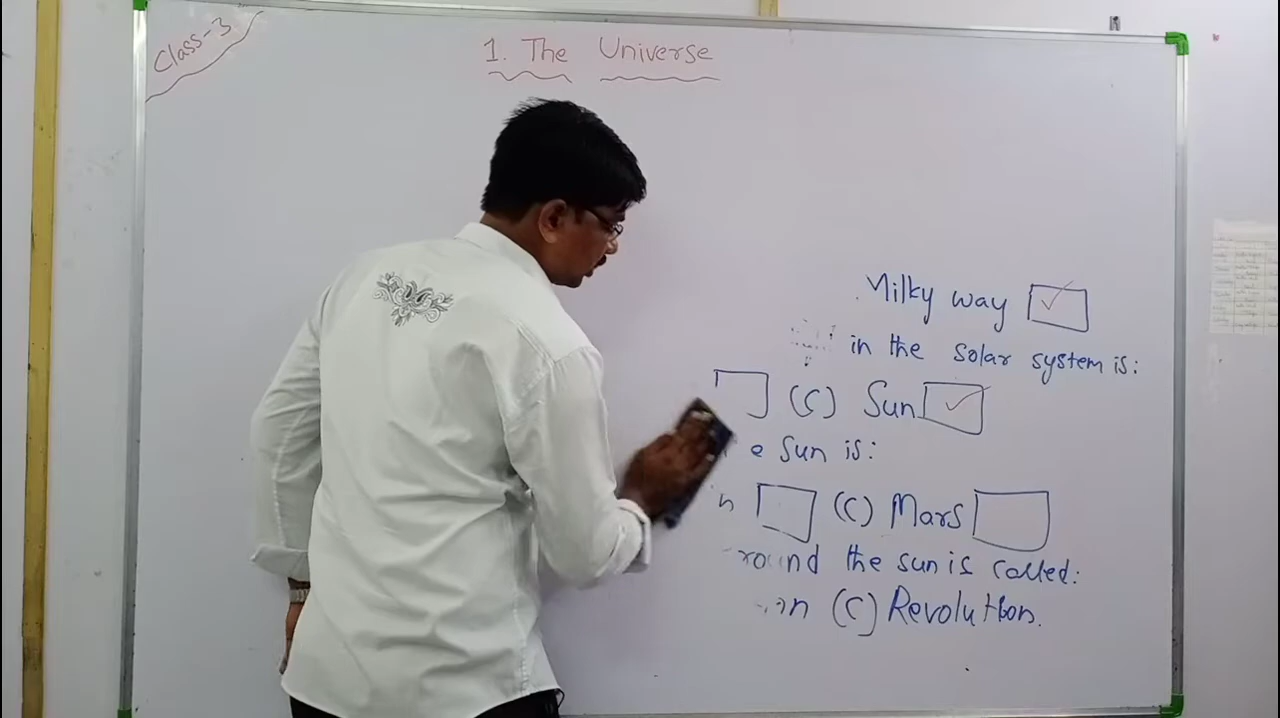 Class-3
1. The Universe
Milky way
in the solar system is:
(C) Sun
e Sun is:
n (C) Mars
round the sun is called:
n (C) Revolution.